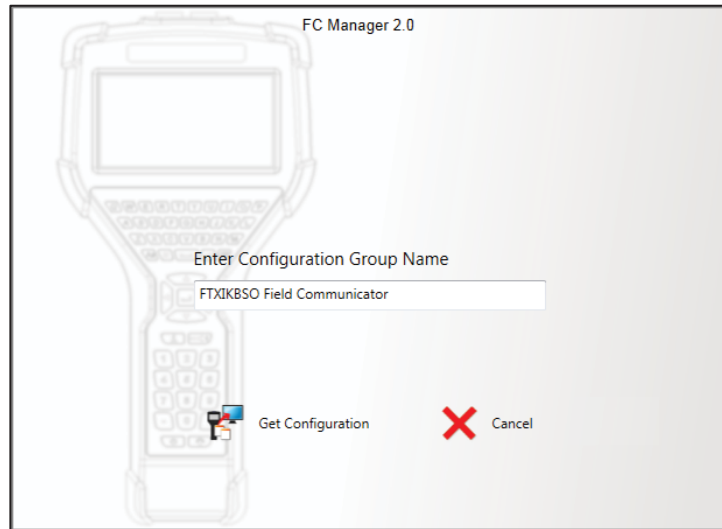 FC Manager 2.0
Enter Configuration Group Name
FTXIKBSO Field Communicator
Get Configuration
Cancel